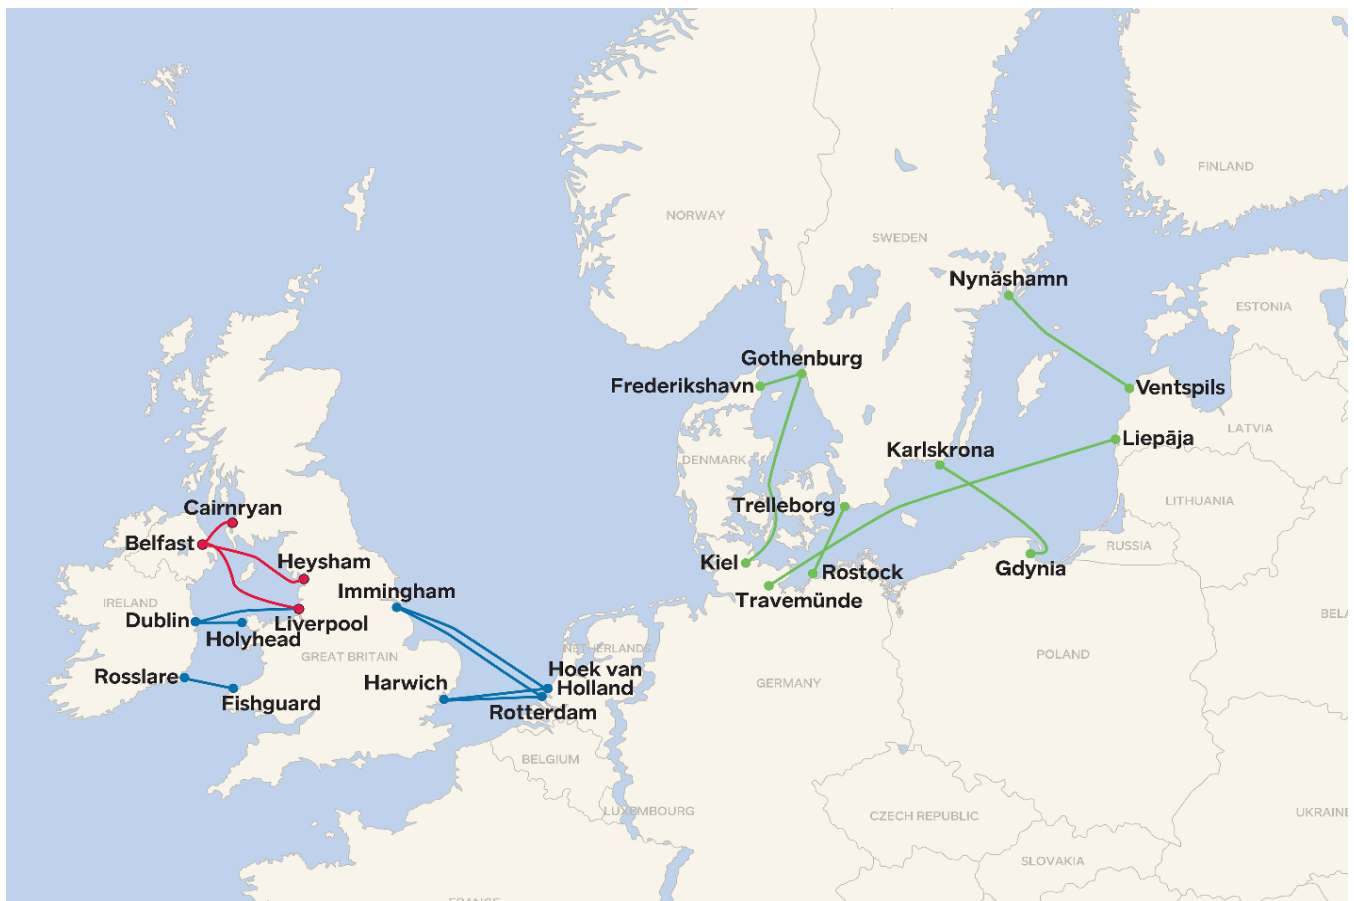 FINLAND
NORWAY
SWEDEN
Nynäshamn
ESTONIA
Gothenburg
Frederikshavn
Ventspils
LATVIA
Liepāja
Karlskrona
DENMARK
LITHUANIA
Trelleborg
Cairnryan
Belfast
RUSSIA
Heysham
Kiel
Rostock
Gdynia
Immingham
Travemünde
IRELAND
Dublin
Liverpool
Holyhead
BELA
GREAT BRITAIN
NETHERLANDS
POLAND
Rosslare
Hoek van
Holland
Harwich
GERMANY
Fishguard
Rotterdam
BELGIUM
LUXEMBOURG
CZECH REPUBLIC
UKRAINE
SLOVAKIA
FRANCE